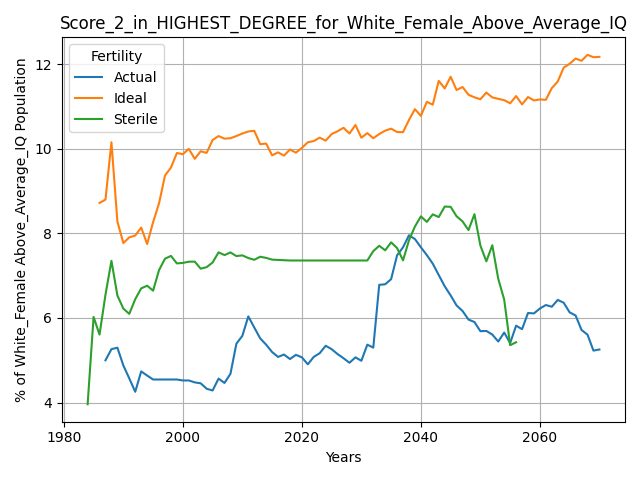 Score_2_in_HIGHEST_DEGREE_for_White_Female_Above_Average_IQ
Fertility
Actual
Ideal
Sterile
% of White_Female Above_Average_IQ Population
12
10
8
6
4
1980 2000 2020 2040 2060
Years